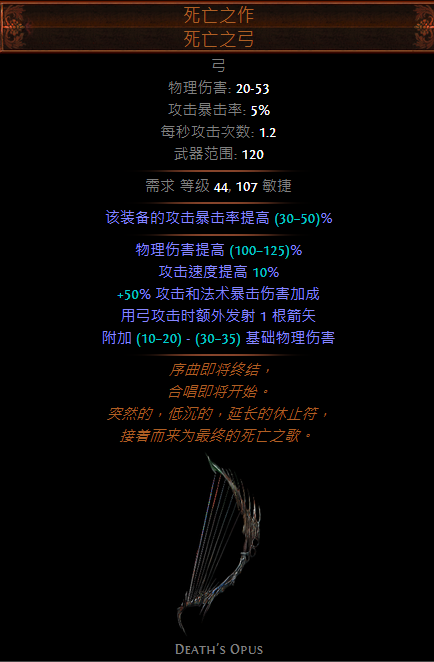 死亡之作
死亡之弓
弓
物理伤害: 20-53
攻击暴击率: 5%
每秒攻击次数: 1.2
武器范围: 120
需求 等级 44, 107 敏捷
该装备的攻击暴击率提高 (30–50)%
物理伤害提高 (100–125)%
攻击速度提高 10%
+50% 攻击和法术暴击伤害加成
用弓攻击时额外发射 1 根箭矢
附加 (10–20) - (30–35) 基础物理伤害
序曲即将终结，
合唱即将开始。
突然的，低沉的，延长的休止符，
接着而来为最终的死亡之歌。
Death's Opus